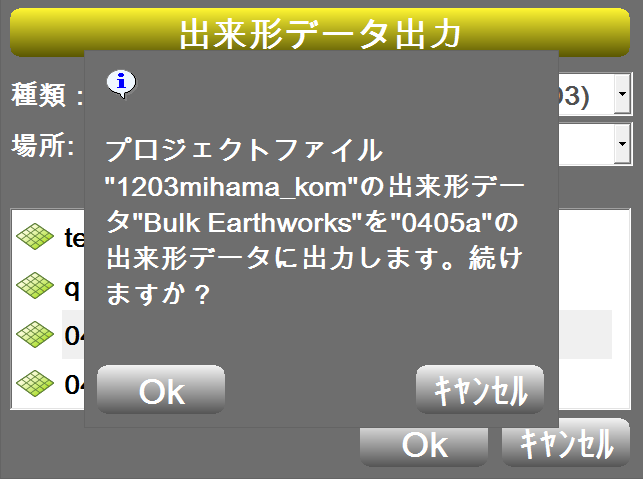 出来形データ出力
種類：
03)
場所:
プロジェクトファイル
"1203mihama_kom"の出来形デー
タ"Bulk Earthworks"を"0405a"の
出来形データに出力します。続け
ますか？
te
q
04
04
Ok
ｷｬﾝｾﾙ
Ok
ｷｬﾝｾﾙ